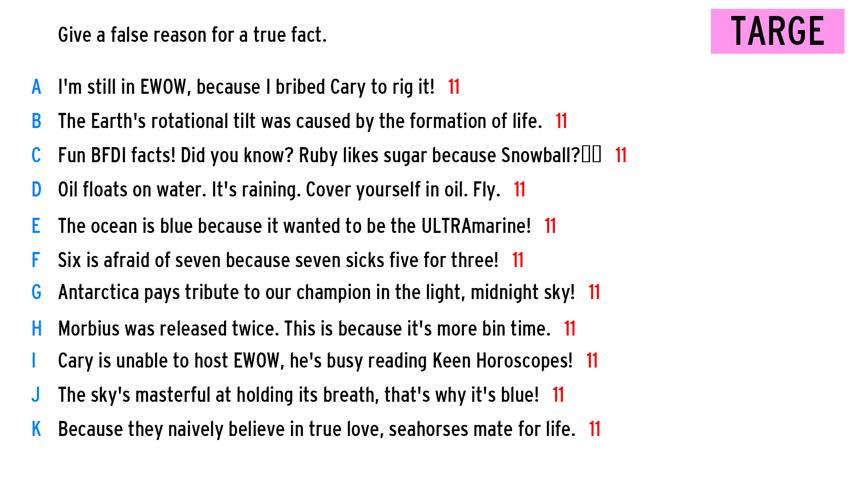 Give a false reason for a true fact.
TARGE
A I'm still in EWOW, because I bribed Cary to rig it! 11
B The Earth's rotational tilt was caused by the formation of life. 11
C Fun BFDI facts! Did you know? Ruby likes sugar because Snowball?▯▯ 11
D Oil floats on water. It's raining. Cover yourself in oil. Fly. 11
E The ocean is blue because it wanted to be the ULTRAmarine! 11
F Six is afraid of seven because seven sicks five for three! 11
G Antarctica pays tribute to our champion in the light, midnight sky! 11
H Morbius was released twice. This is because it's more bin time. 11
I Cary is unable to host EWOW, he's busy reading Keen Horoscopes! 11
J The sky's masterful at holding its breath, that's why it's blue! 11
K Because they naively believe in true love, seahorses mate for life. 11